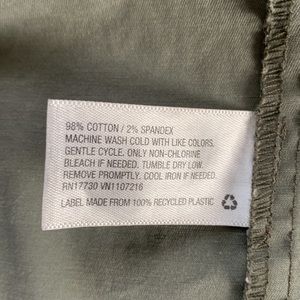 98% COTTON / 2% SPANDEX
MACHINE WASH COLD WITH LIKE COLORS,
GENTLE CYCLE. ONLY NON-CHLORINE
BLEACH IF NEEDED. TUMBLE DRY LOW.
REMOVE PROMPTLY. COOL IRON IF NEEDED.
RN17730 VN1107216
LABEL MADE FROM 100% RECYCLED PLASTIC